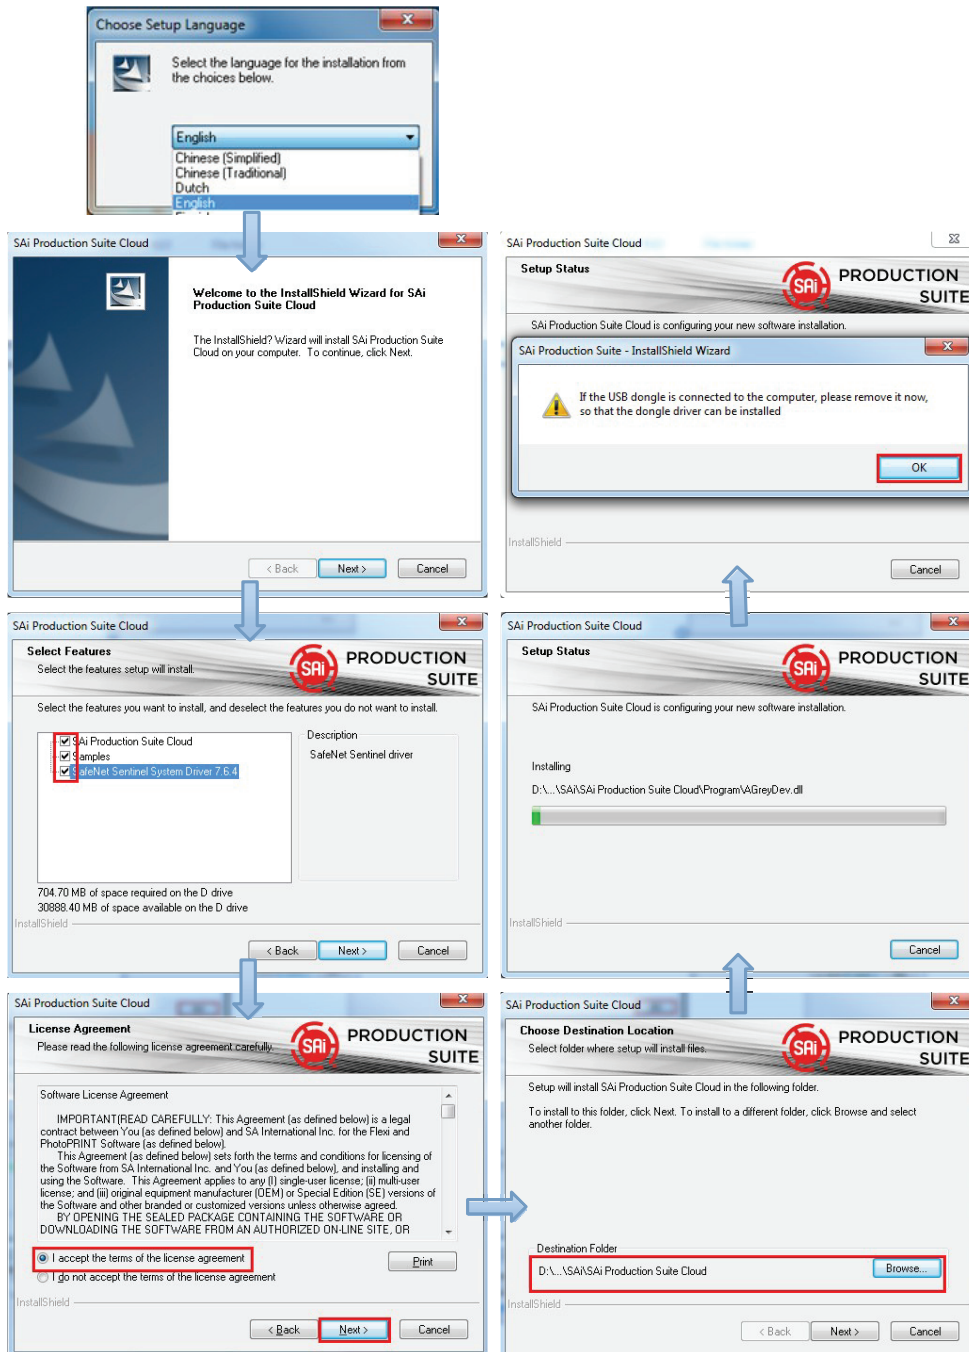 Choose Setup Language
Select the language for the installation from
the choices below.
English
Chinese (Simplified)
Chinese (Traditional)
Dutch
English
SAi Production Suite Cloud
Welcome to the InstallShield Wizard for SAi
Production Suite Cloud
The InstallShield? Wizard will install SAi Production Suite
Cloud on your computer. To continue, click Next.
< Back
Next >
Cancel
SAi Production Suite Cloud
Select Features
Select the features setup will install.
SAi PRODUCTION
SUITE
Select the features you want to install, and deselect the features you do not want to install.
SAi Production Suite Cloud
Samples
SafeNet Sentinel System Driver 7.6.4
Description
SafeNet Sentinel driver
704.70 MB of space required on the D drive
30888.40 MB of space available on the D drive
InstallShield
< Back
Next >
Cancel
SAi Production Suite Cloud
License Agreement
Please read the following license agreement carefully.
SAi PRODUCTION
SUITE
Software License Agreement
IMPORTANT(READ CAREFULLY: This Agreement (as defined below) is a legal
contract between You (as defined below) and SA International Inc. for the Flexi and
PhotoPRINT Software (as defined below).
This Agreement (as defined below) sets forth the terms and conditions for licensing of
the Software from SA International Inc. and You (as defined below), and installing and
using the Software. This Agreement applies to any (I) single-user license; (ii) multi-user
license; and (iii) original equipment manufacturer (OEM) or Special Edition (SE) versions of
the Software and other branded or customized versions unless otherwise agreed.
BY OPENING THE SEALED PACKAGE CONTAINING THE SOFTWARE OR
DOWNLOADING THE SOFTWARE FROM AN AUTHORIZED ON-LINE SITE, OR
I accept the terms of the license agreement
I do not accept the terms of the license agreement
Print
InstallShield
< Back
Next >
Cancel
SAi Production Suite Cloud
Choose Destination Location
Select folder where setup will install files.
SAi PRODUCTION
SUITE
Setup will install SAi Production Suite Cloud in the following folder.
To install to this folder, click Next. To install to a different folder, click Browse and select
another folder.
Destination Folder
D:\...\SAi\SAi Production Suite Cloud
Browse...
InstallShield
< Back
Next >
Cancel
SAi Production Suite Cloud
Setup Status
SAi PRODUCTION
SUITE
SAi Production Suite Cloud is configuring your new software installation.
Installing
D:\...\SAi\SAi Production Suite Cloud\Program\AGreyDev.dll
InstallShield
Cancel
SAi Production Suite Cloud
Setup Status
SAi PRODUCTION
SUITE
SAi Production Suite Cloud is configuring your new software installation.
SAi Production Suite - InstallShield Wizard
If the USB dongle is connected to the computer, please remove it now,
so that the dongle driver can be installed
OK
InstallShield
Cancel